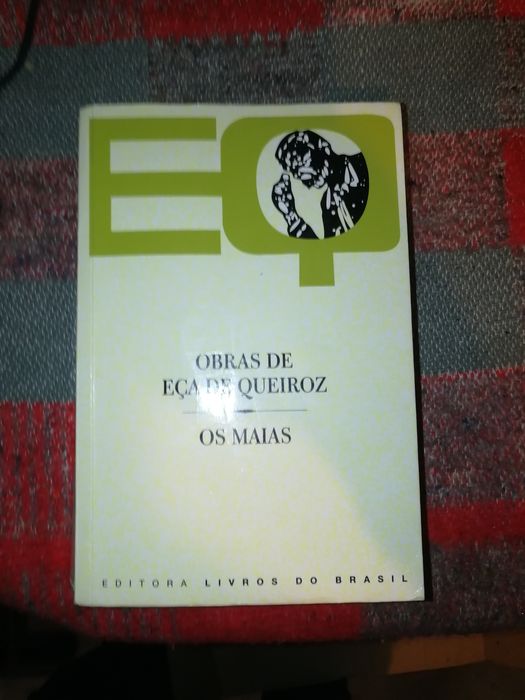 EQ
OBRAS DE
EÇA DE QUEIROZ
OS MAIAS
EDITORA LIVROS DO BRASIL